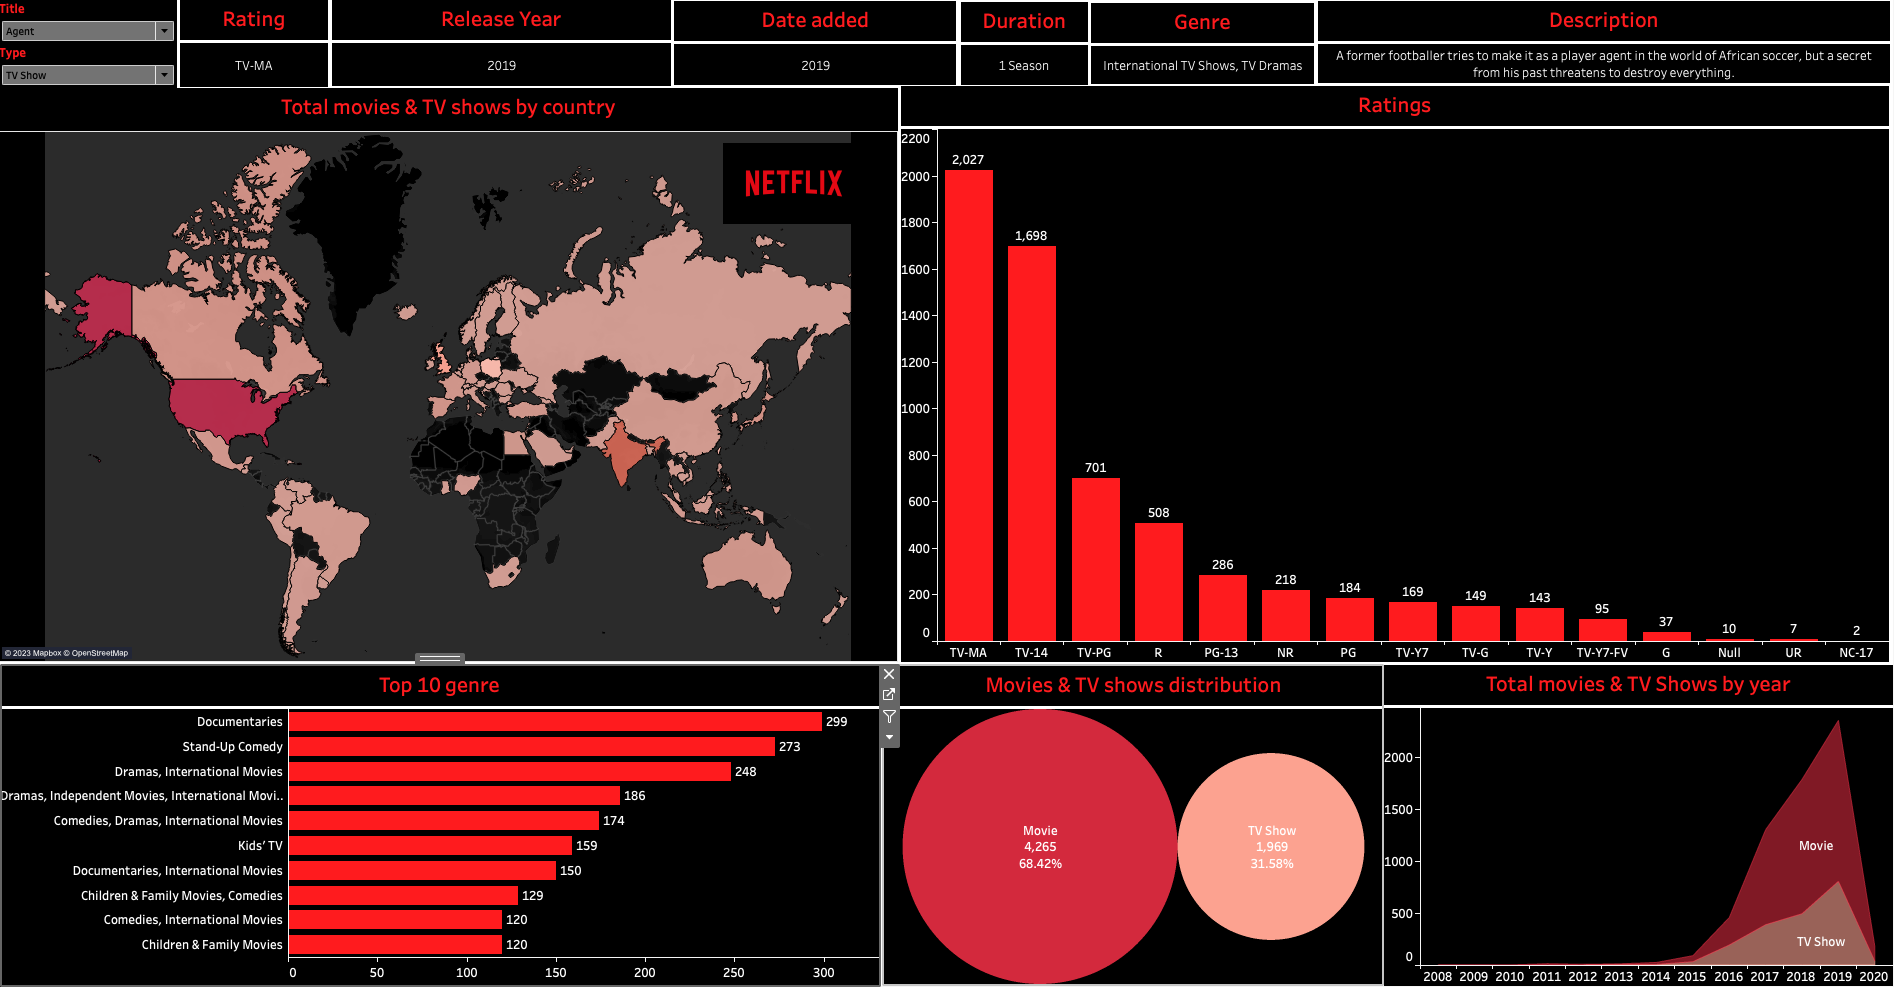 Title
Agent
Type
TV Show
Rating
TV-MA
Release Year
2019
Date added
2019
Duration
1 Season
Genre
International TV Shows, TV Dramas
Description
A former footballer tries to make it as a player agent in the world of African soccer, but a secret
from his past threatens to destroy everything.
Total movies & TV shows by country
NETFLIX
© 2023 Mapbox © OpenStreetMap
Ratings
2200
2000
1800
1600
1400
1200
1000
800
600
400
200
0
2,027
1,698
701
508
286
218
184
169
149
143
95
37
10
7
2
TV-MA
TV-14
TV-PG
R
PG-13
NR
PG
TV-Y7
TV-G
TV-Y
TV-Y7-FV
G
Null
UR
NC-17
Top 10 genre
Documentaries 299
Stand-Up Comedy 273
Dramas, International Movies 248
Dramas, Independent Movies, International Movi.. 186
Comedies, Dramas, International Movies 174
Kids' TV 159
Documentaries, International Movies 150
Children & Family Movies, Comedies 129
Comedies, International Movies 120
Children & Family Movies 120
0 50 100 150 200 250 300
Movies & TV shows distribution
Movie
4,265
68.42%
TV Show
1,969
31.58%
Total movies & TV Shows by year
2000
1500
1000
500
0
Movie
TV Show
2008 2009 2010 2011 2012 2013 2014 2015 2016 2017 2018 2019 2020